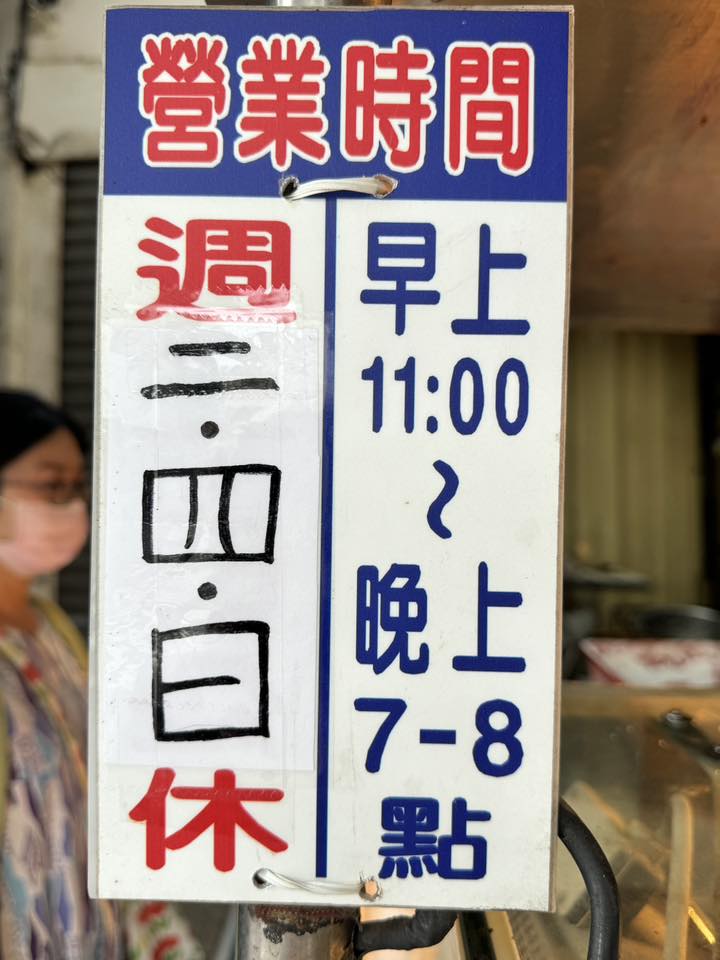 營業時間
週
二·四·日
休
早上
11:00
~
晚上
7-8
點